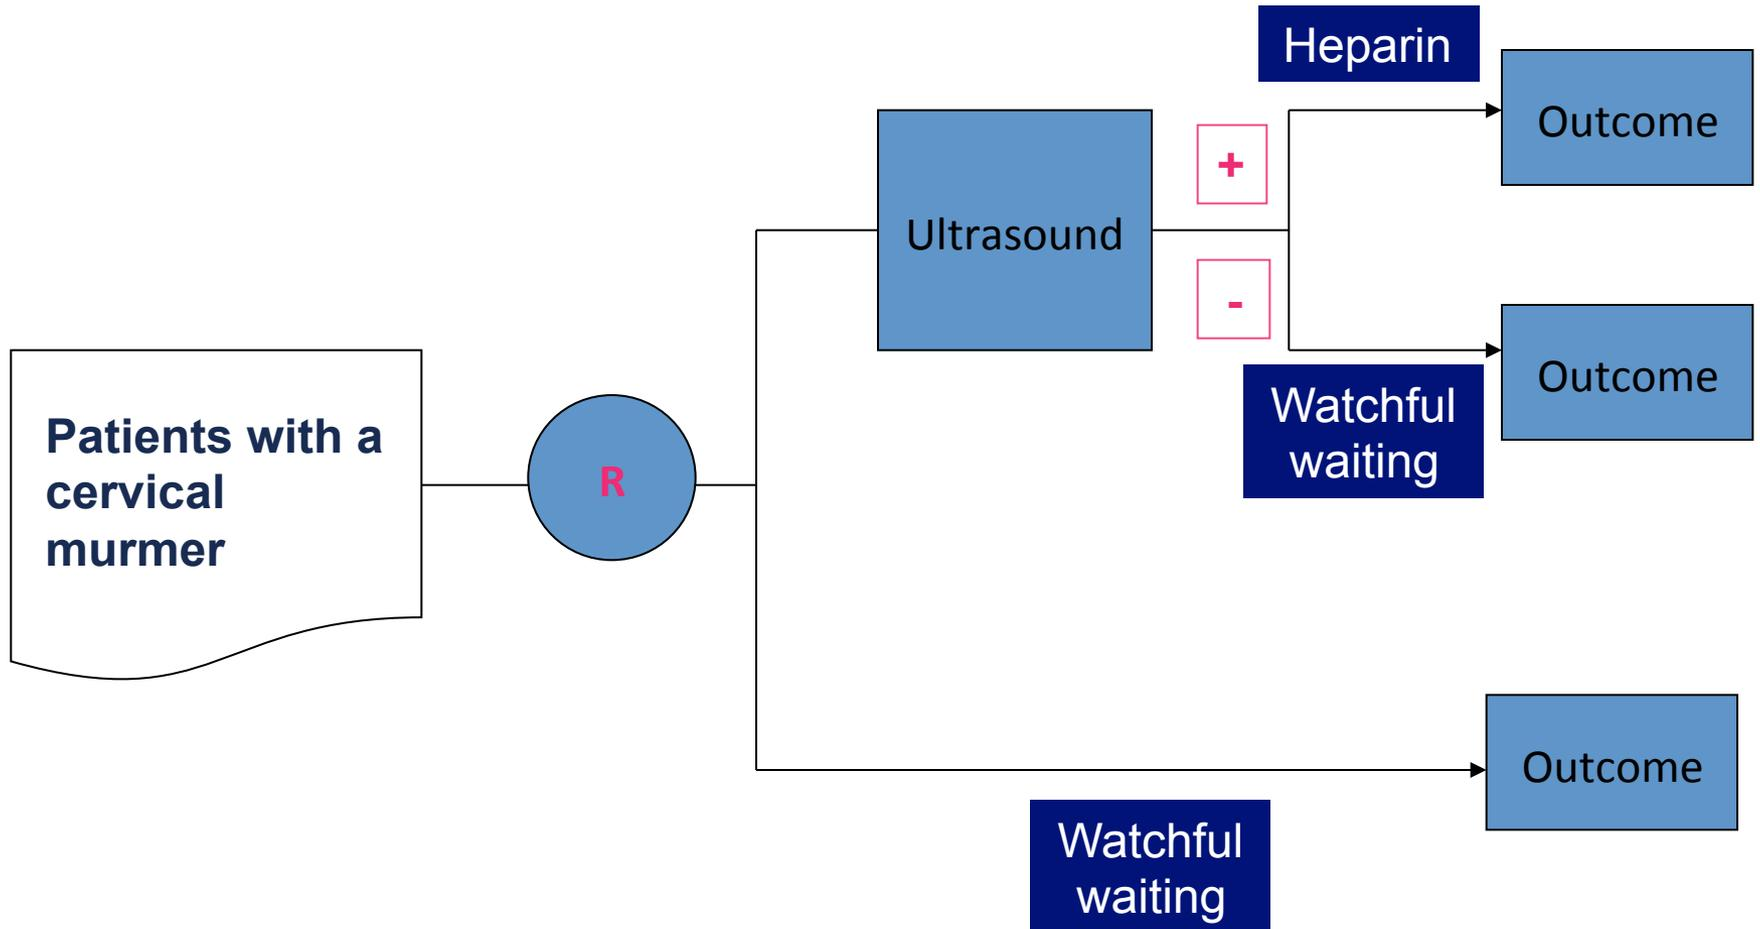 Heparin
Outcome
+
Ultrasound
-
Outcome
Watchful
waiting
Patients with a
cervical
murmer
R
Outcome
Watchful
waiting